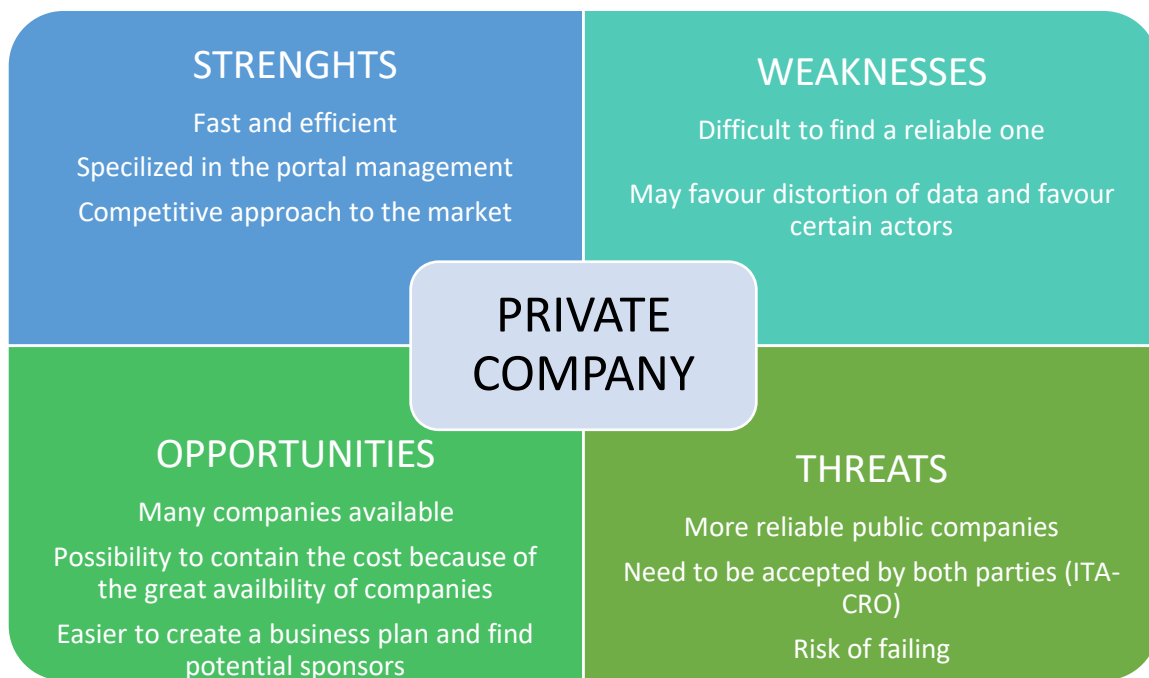 STRENGHTS
Fast and efficient
Specilized in the portal management
Competitive approach to the market
WEAKNESSES
Difficult to find a reliable one
May favour distortion of data and favour
certain actors
PRIVATE
COMPANY
OPPORTUNITIES
Many companies available
Possibility to contain the cost because of
the great availbility of companies
Easier to create a business plan and find
potential sponsors
THREATS
More reliable public companies
Need to be accepted by both parties (ITA-
CRO)
Risk of failing